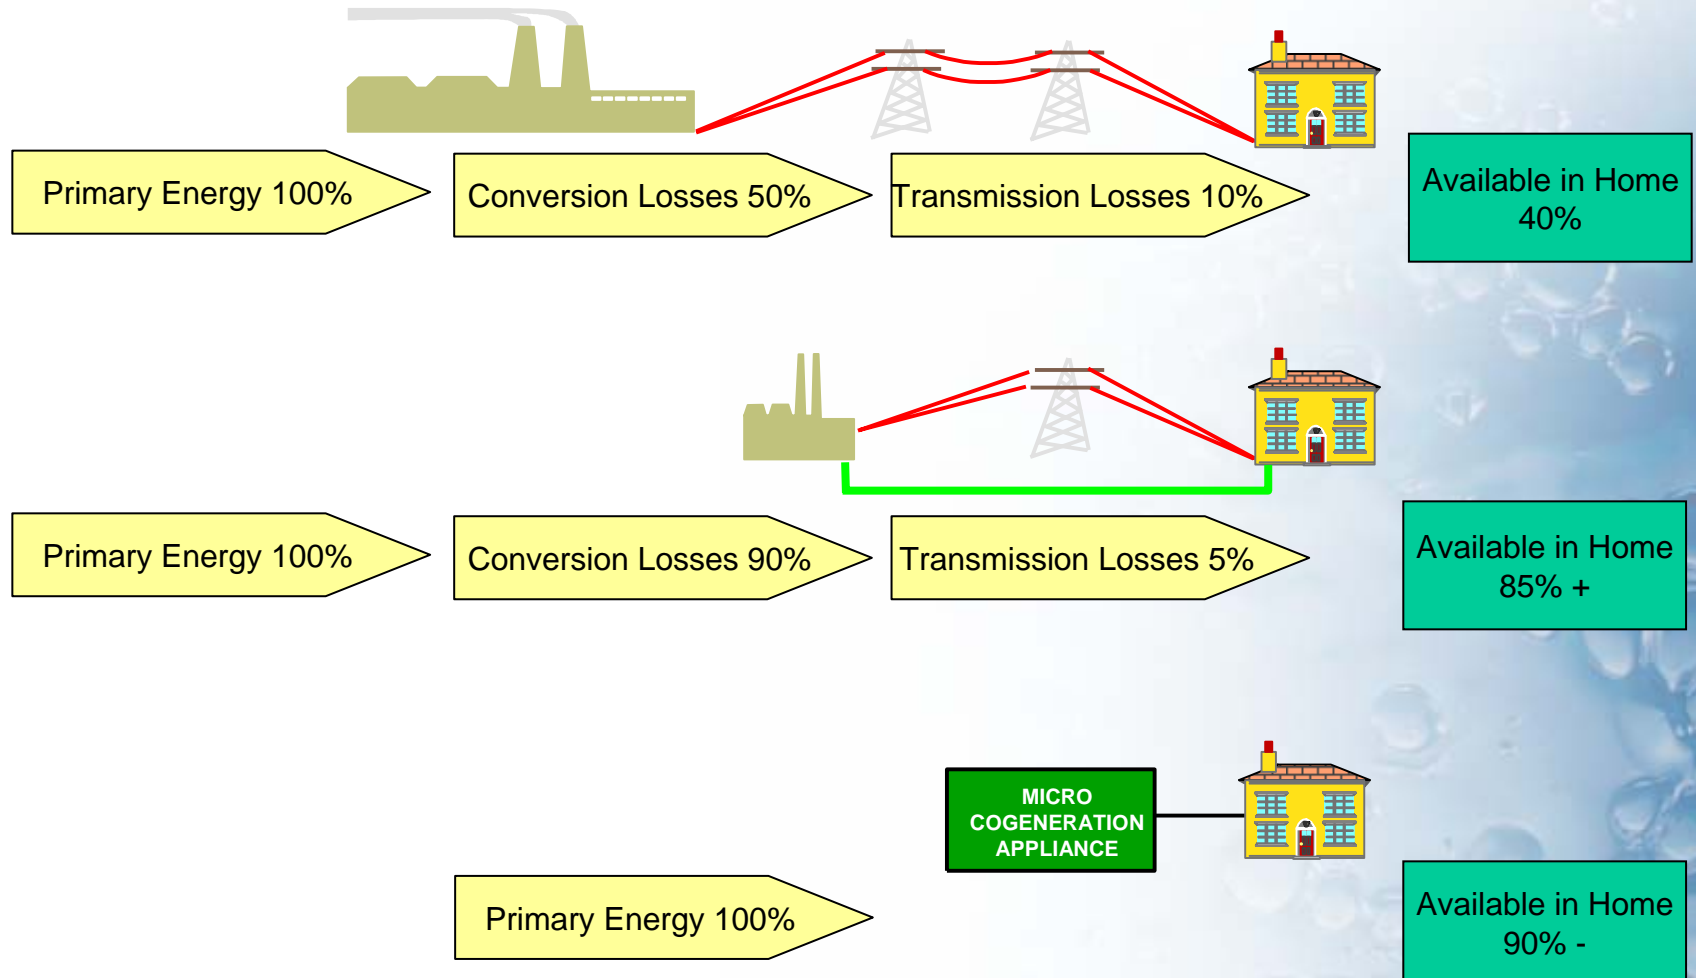 Primary Energy 100%
Conversion Losses 50%
Transmission Losses 10%
Available in Home
40%
Primary Energy 100%
Conversion Losses 90%
Transmission Losses 5%
Available in Home
85% +
MICRO
COGENERATION
APPLIANCE
Primary Energy 100%
Available in Home
90% -